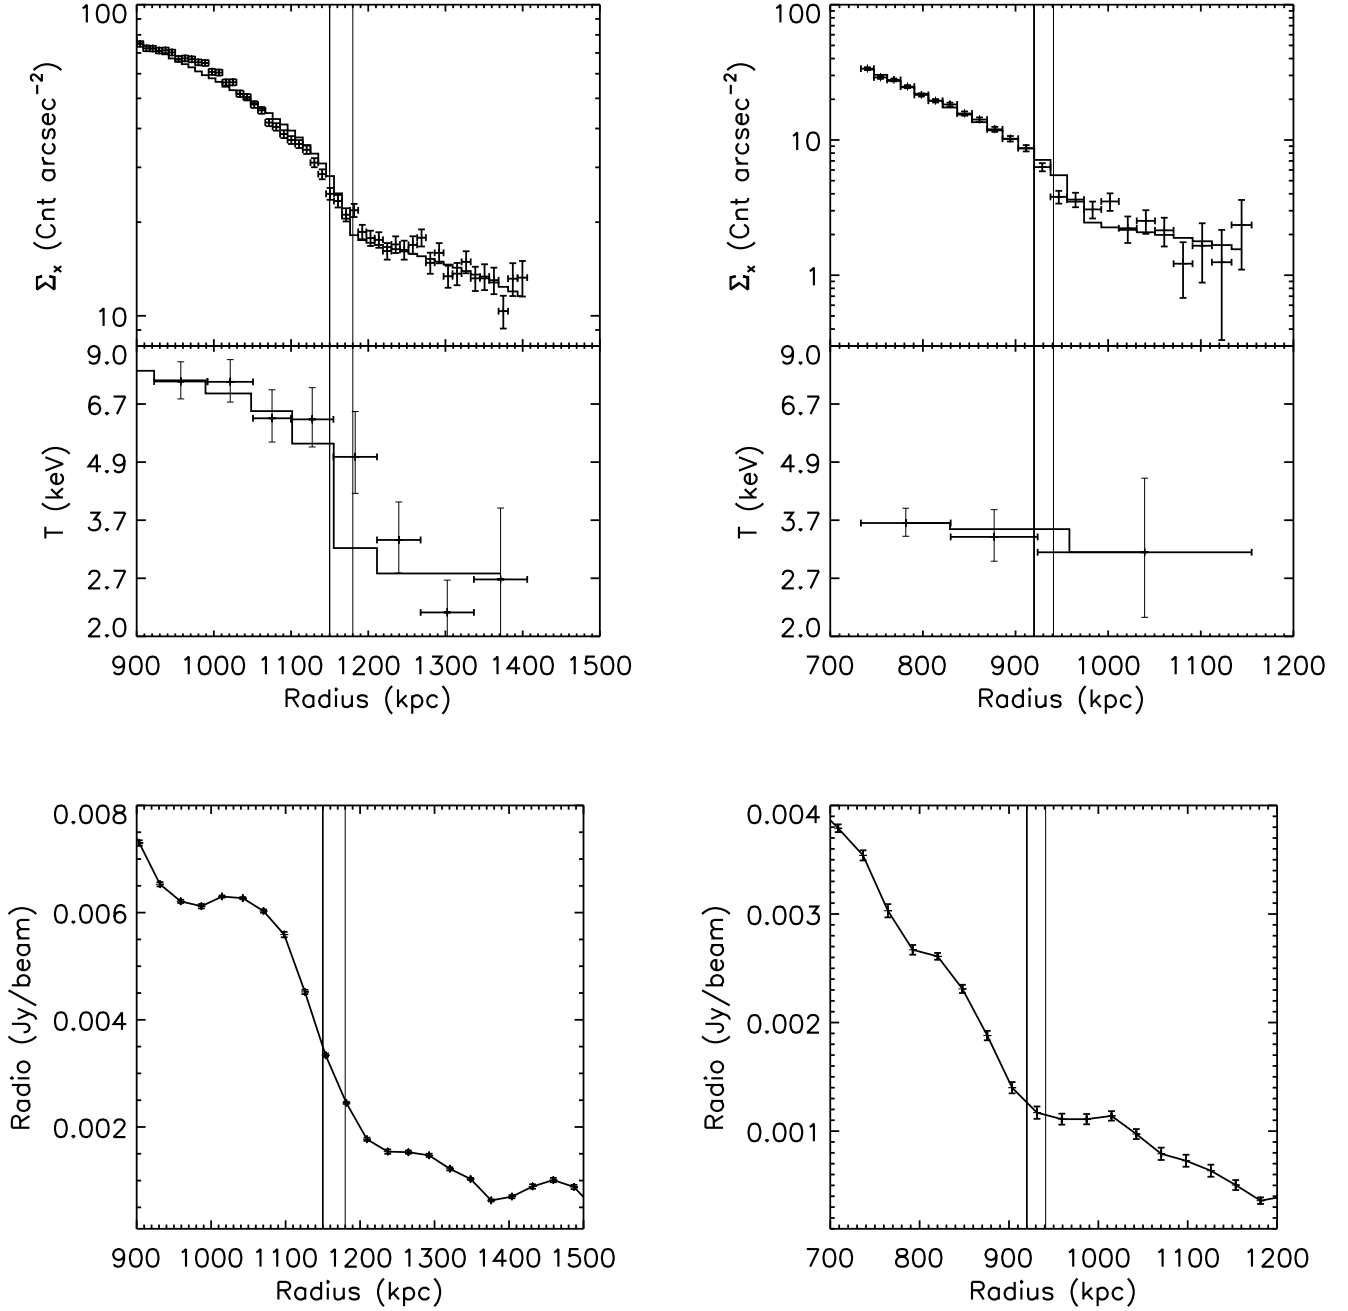 100
10
Σx (Cnt arcsec−2)
9.0
6.7
4.9
3.7
2.7
2.0
T (keV)
900 1000 1100 1200 1300 1400 1500
Radius (kpc)
100
10
1
Σx (Cnt arcsec−2)
9.0
6.7
4.9
3.7
2.7
2.0
T (keV)
700 800 900 1000 1100 1200
Radius (kpc)
0.008
0.006
0.004
0.002
Radio (Jy/beam)
900 1000 1100 1200 1300 1400 1500
Radius (kpc)
0.004
0.003
0.002
0.001
Radio (Jy/beam)
700 800 900 1000 1100 1200
Radius (kpc)